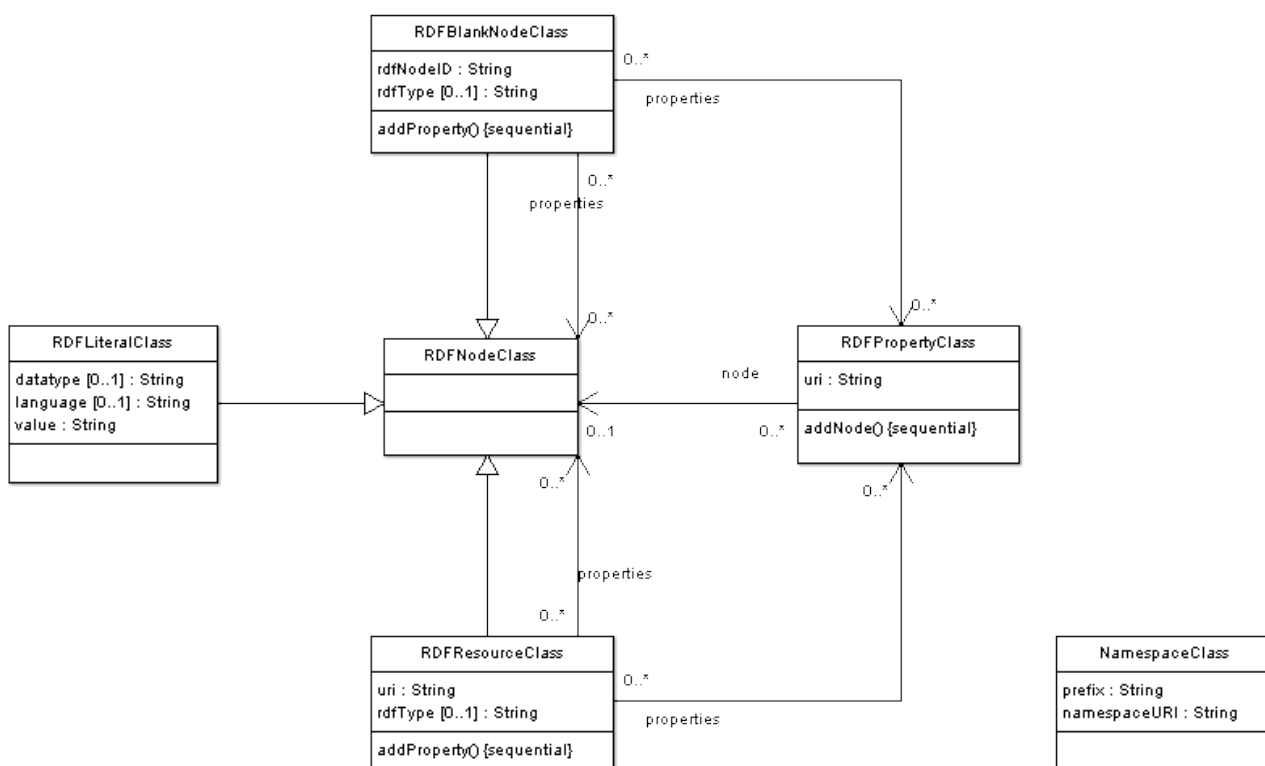 RDFBlankNodeClass
rdfNodeID : String
rdfType [0..1] : String
addProperty() {sequential}
0..*
properties
0..*
properties
0..*
0..*
RDFLiteralClass
datatype [0..1] : String
language [0..1] : String
value : String
RDFNodeClass
node
0..1
0..*
RDFPropertyClass
uri : String
addNode() {sequential}
0..*
0..*
properties
0..*
RDFResourceClass
uri : String
rdfType [0..1] : String
addProperty() {sequential}
0..*
properties
NamespaceClass
prefix : String
namespaceURI : String